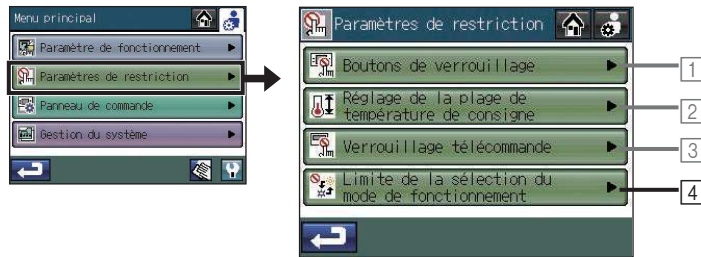 Menu principal
Paramètre de fonctionnement
Paramètres de restriction
Panneau de commande
Gestion du système
Paramètres de restriction
Boutons de verrouillage
1
Réglage de la plage de
température de consigne
2
Verrouillage télécommande
3
Limite de la sélection du
mode de fonctionnement
4